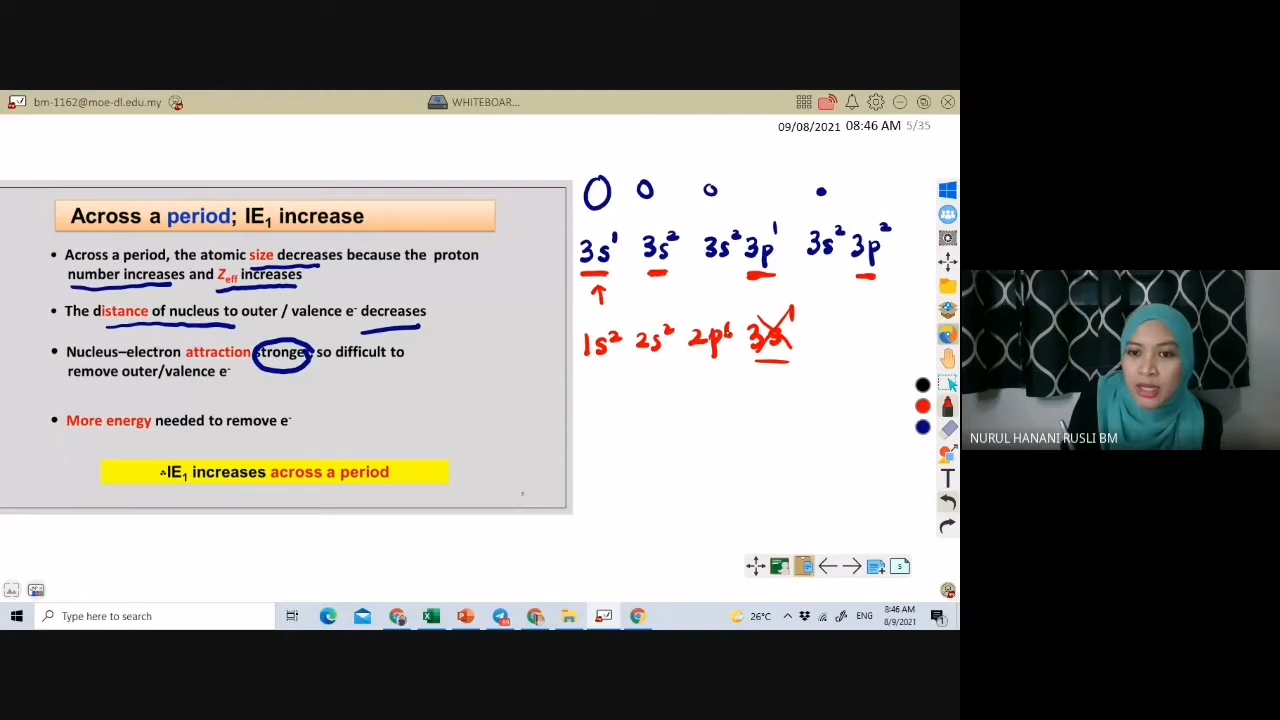 bm-1162@moe-dl.edu.my WHITEBOAR...
09/08/2021 08:46 AM 5/35
Across a period; IE₁ increase
• Across a period, the atomic size decreases because the proton
number increases and Zeff increases
• The distance of nucleus to outer / valence e⁻ decreases
• Nucleus–electron attraction stronger so difficult to
remove outer/valence e⁻
• More energy needed to remove e⁻
∴IE₁ increases across a period
3s¹ 3s² 3s² 3p¹ 3s² 3p²
1s² 2s² 2p⁶ 3s¹
NURUL HANANI RUSLI BM
T
Type here to search
26°C
ENG
8:46 AM
8/9/2021